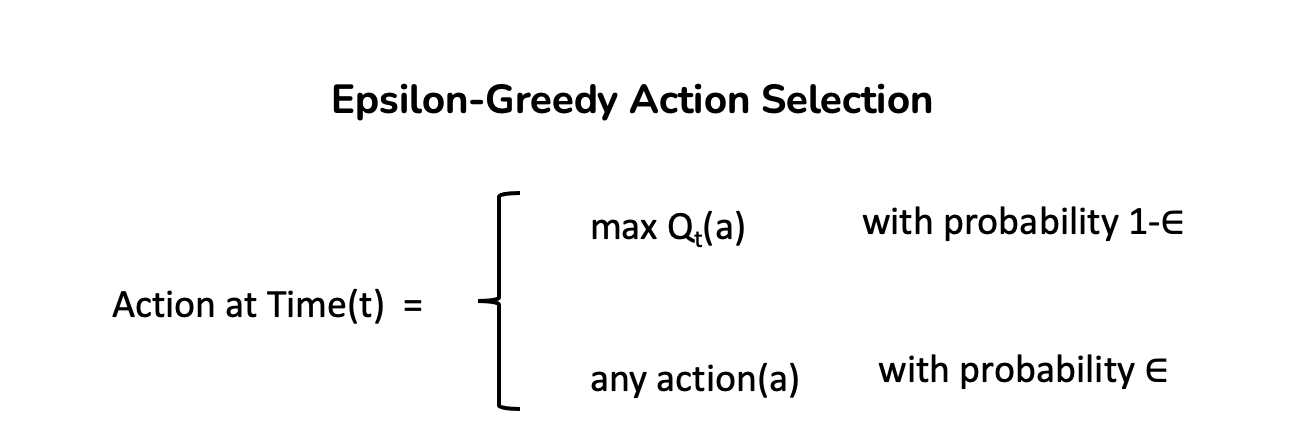 Epsilon-Greedy Action Selection
max Qₜ(a) with probability 1-∈
Action at Time(t) =
any action(a) with probability ∈